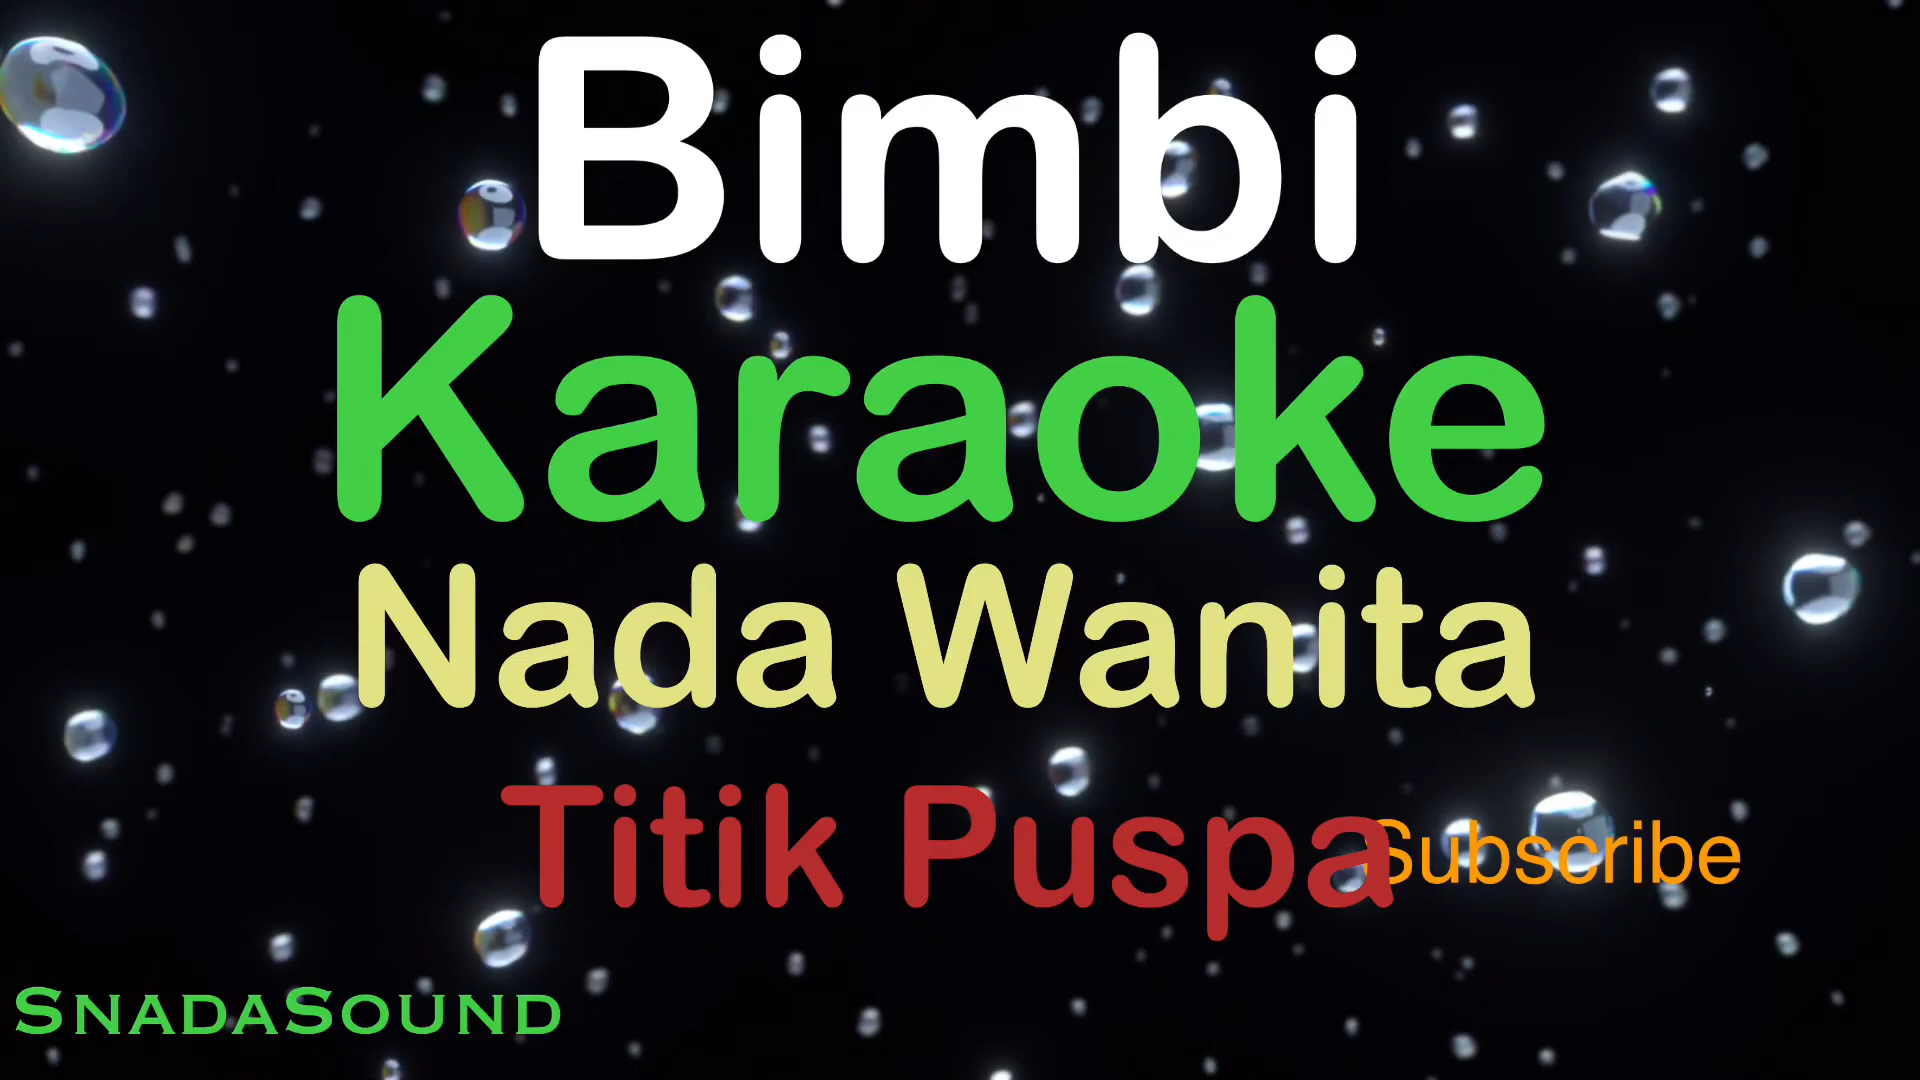 Bimbi
Karaoke
Nada Wanita
Titik Puspa
Subscribe
SnadaSound